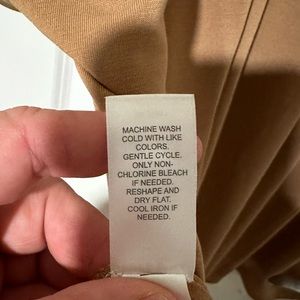 MACHINE WASH
COLD WITH LIKE
COLORS.
GENTLE CYCLE.
ONLY NON-
CHLORINE BLEACH
IF NEEDED.
RESHAPE AND
DRY FLAT.
COOL IRON IF
NEEDED.